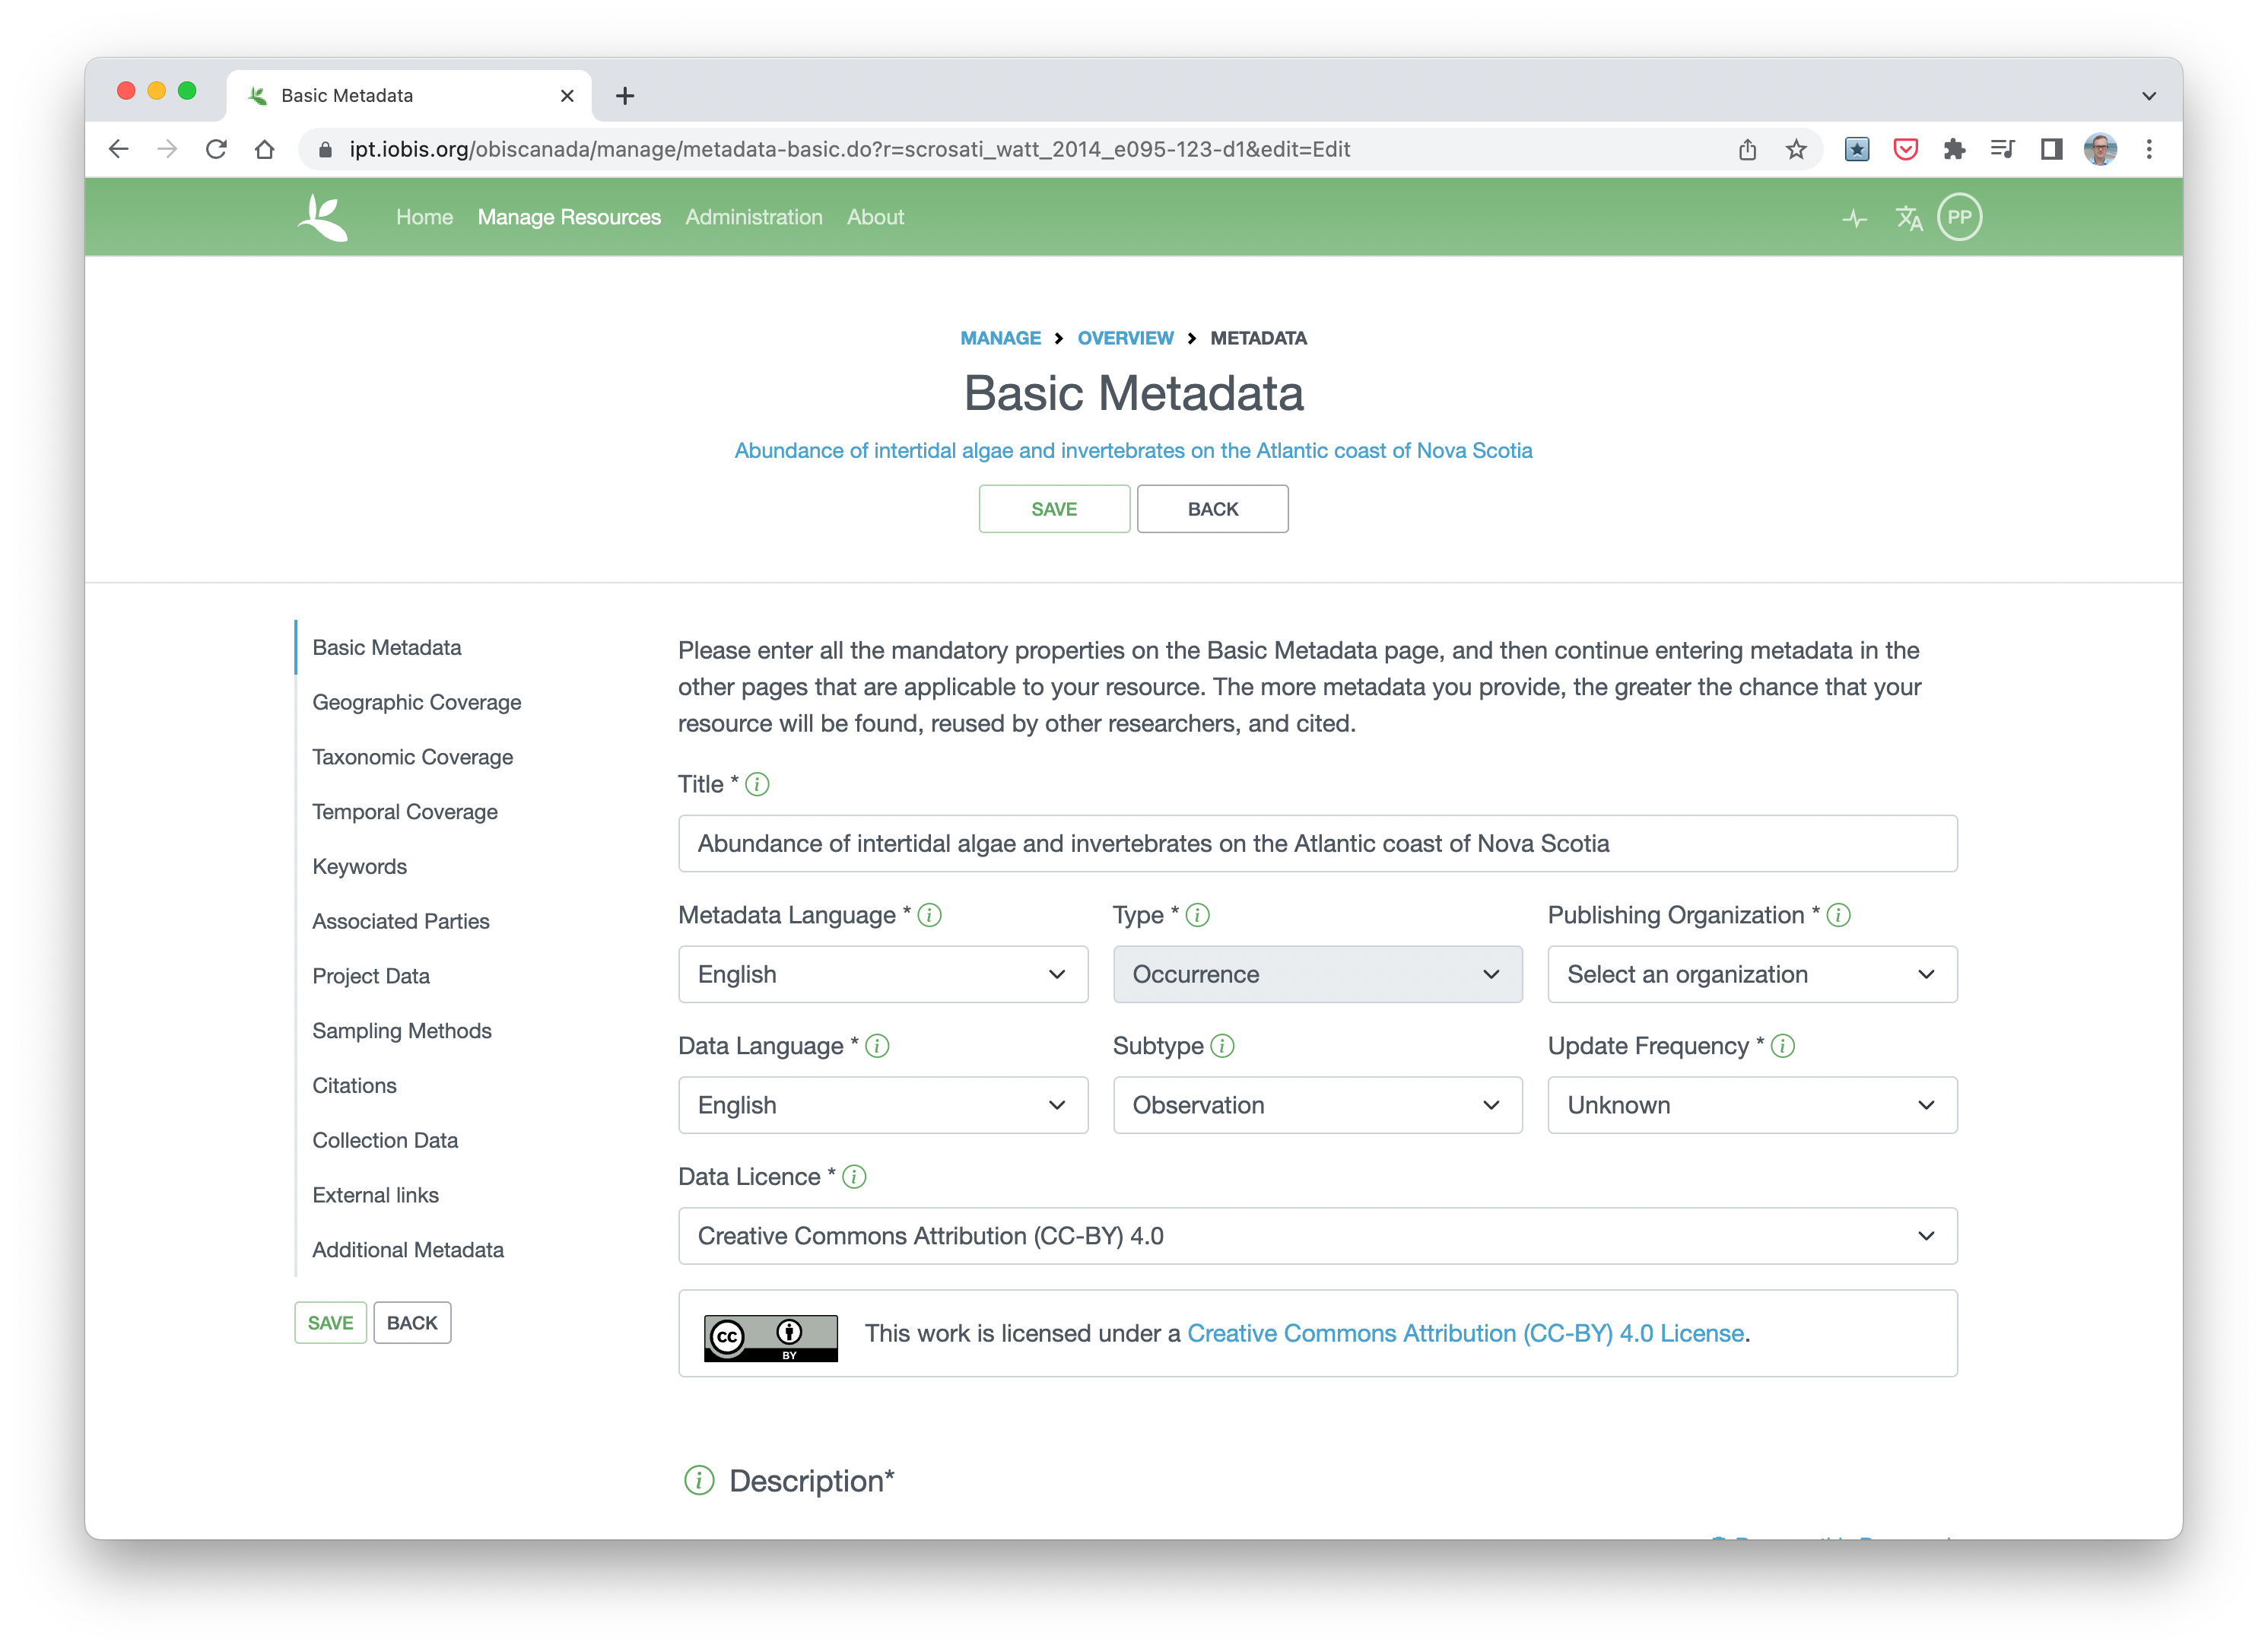 Basic Metadata
ipt.iobis.org/obiscanada/manage/metadata-basic.do?r=scrosati_watt_2014_e095-123-d1&edit=Edit
Home Manage Resources Administration About PP
MANAGE > OVERVIEW > METADATA
Basic Metadata
Abundance of intertidal algae and invertebrates on the Atlantic coast of Nova Scotia
SAVE BACK
Basic Metadata
Geographic Coverage
Taxonomic Coverage
Temporal Coverage
Keywords
Associated Parties
Project Data
Sampling Methods
Citations
Collection Data
External links
Additional Metadata
SAVE BACK
Please enter all the mandatory properties on the Basic Metadata page, and then continue entering metadata in the
other pages that are applicable to your resource. The more metadata you provide, the greater the chance that your
resource will be found, reused by other researchers, and cited.
Title *
Abundance of intertidal algae and invertebrates on the Atlantic coast of Nova Scotia
Metadata Language * Type * Publishing Organization *
English Occurrence Select an organization
Data Language * Subtype Update Frequency *
English Observation Unknown
Data Licence *
Creative Commons Attribution (CC-BY) 4.0
cc BY
This work is licensed under a Creative Commons Attribution (CC-BY) 4.0 License.
Description*